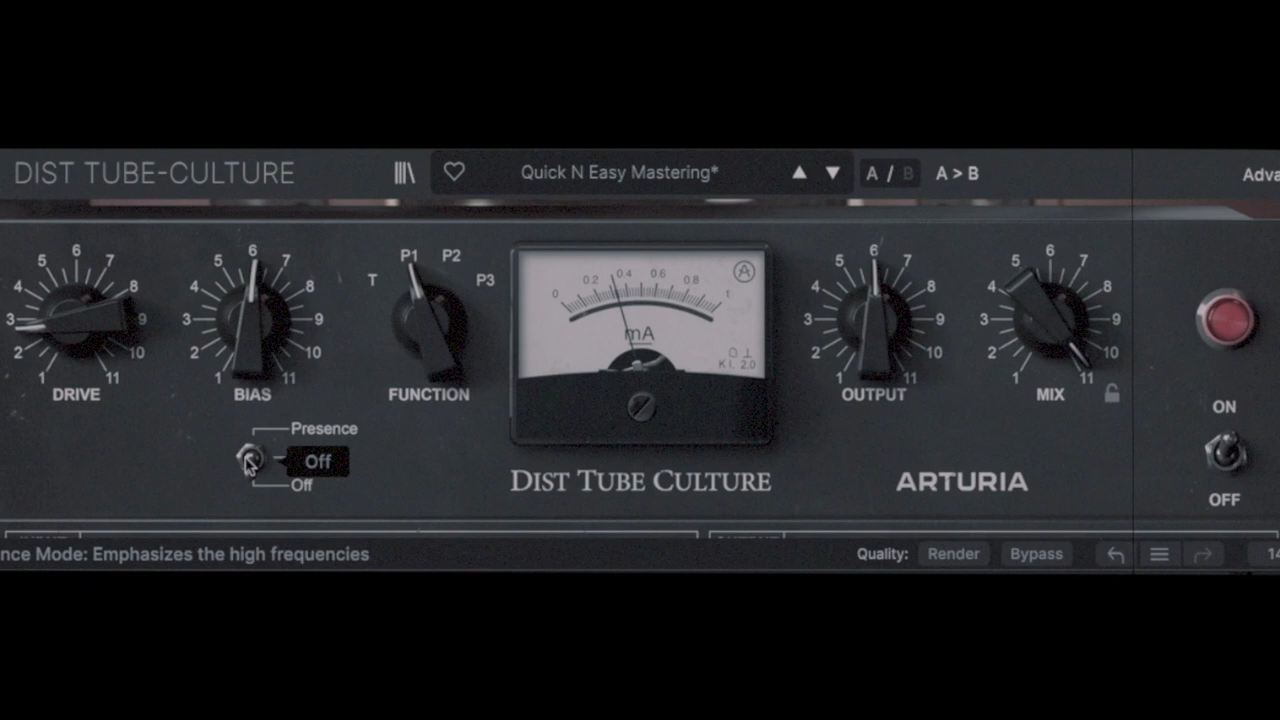 DIST TUBE-CULTURE
Quick N Easy Mastering*
A / B
A > B
Adva
1 2 3 4 5 6 7 8 9 10 11
DRIVE
1 2 3 4 5 6 7 8 9 10 11
BIAS
T P1 P2 P3
FUNCTION
0 0.2 0.4 0.6 0.8 1
A
mA
Kl. 2.0
1 2 3 4 5 6 7 8 9 10 11
OUTPUT
1 2 3 4 5 6 7 8 9 10 11
MIX
ON
OFF
Presence
Off
Off
DIST TUBE CULTURE
ARTURIA
nce Mode: Emphasizes the high frequencies
Quality: Render Bypass
14